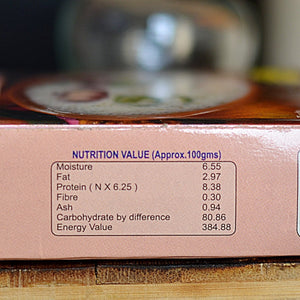 NUTRITION VALUE (Approx.100gms)
Moisture 6.55
Fat 2.97
Protein ( N X 6.25 ) 8.38
Fibre 0.30
Ash 0.94
Carbohydrate by difference 80.86
Energy Value 384.88